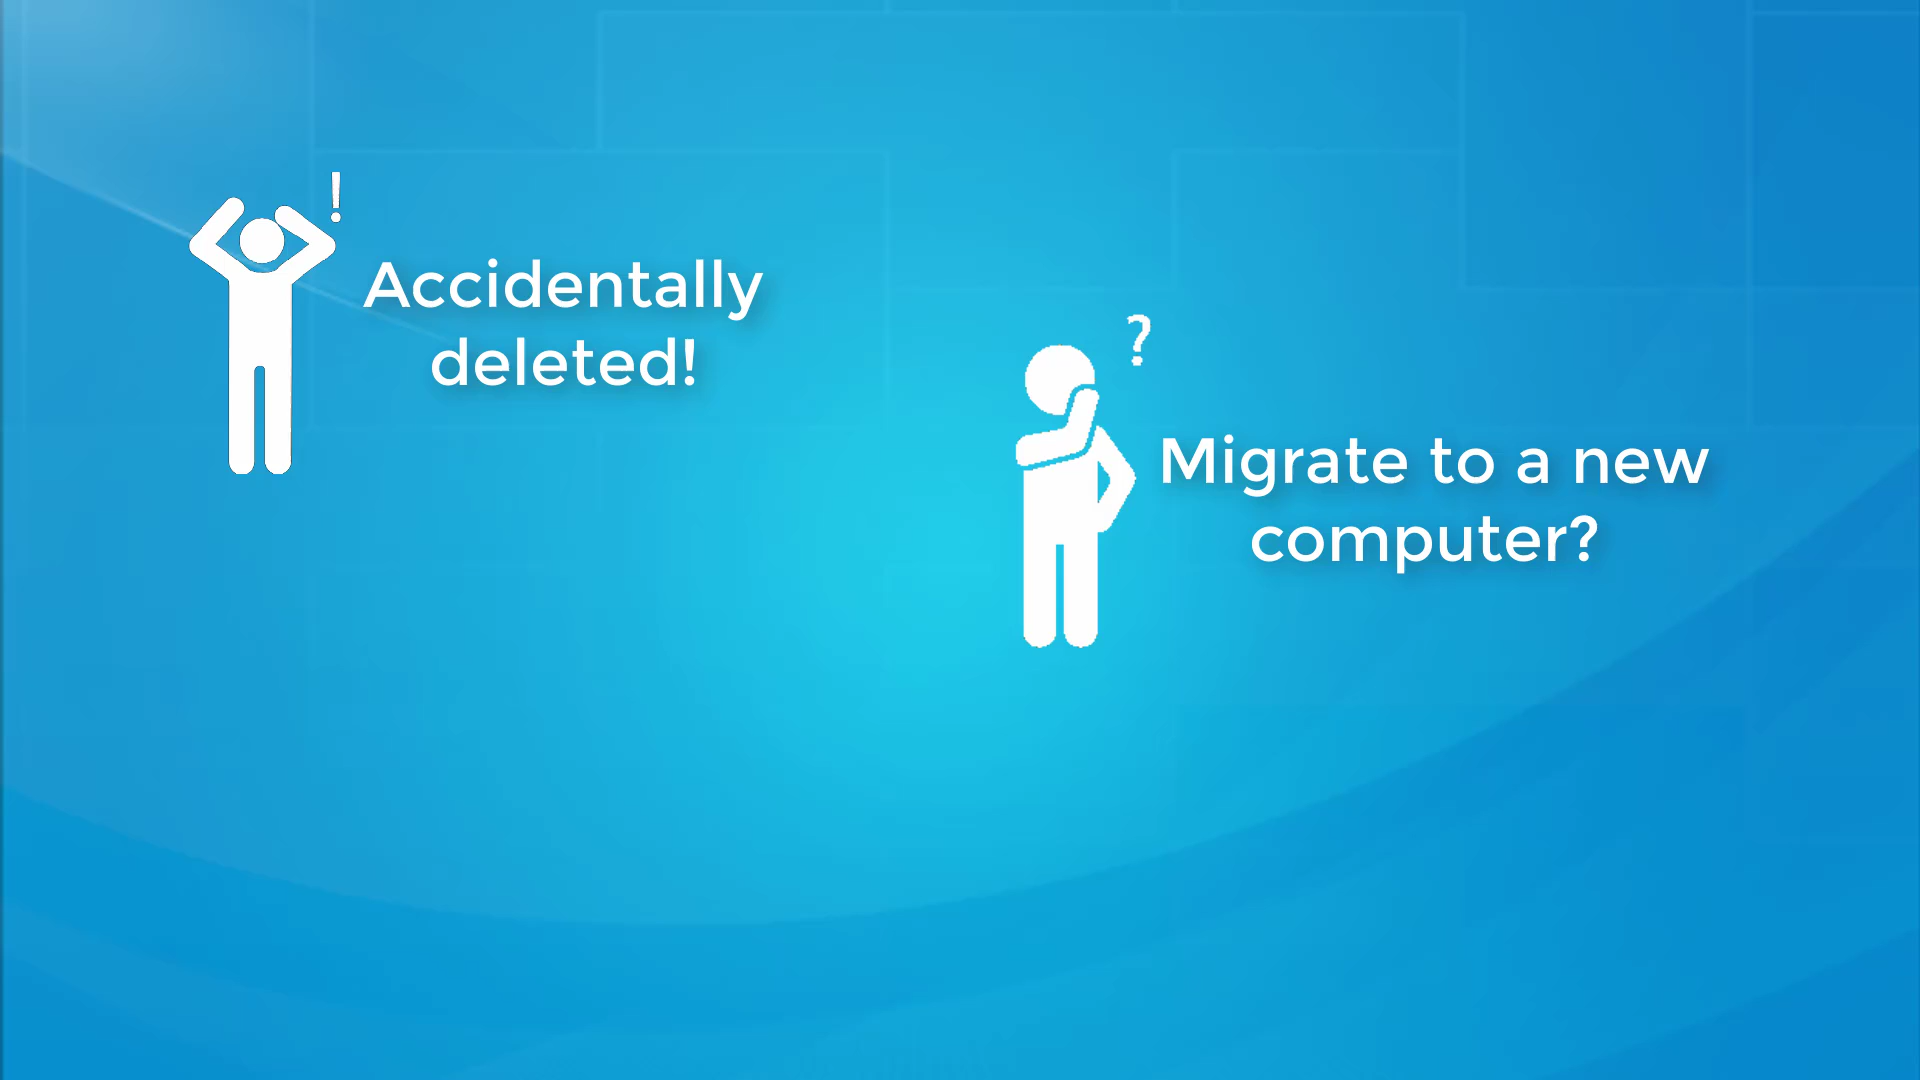 !
Accidentally
deleted!
?
Migrate to a new
computer?